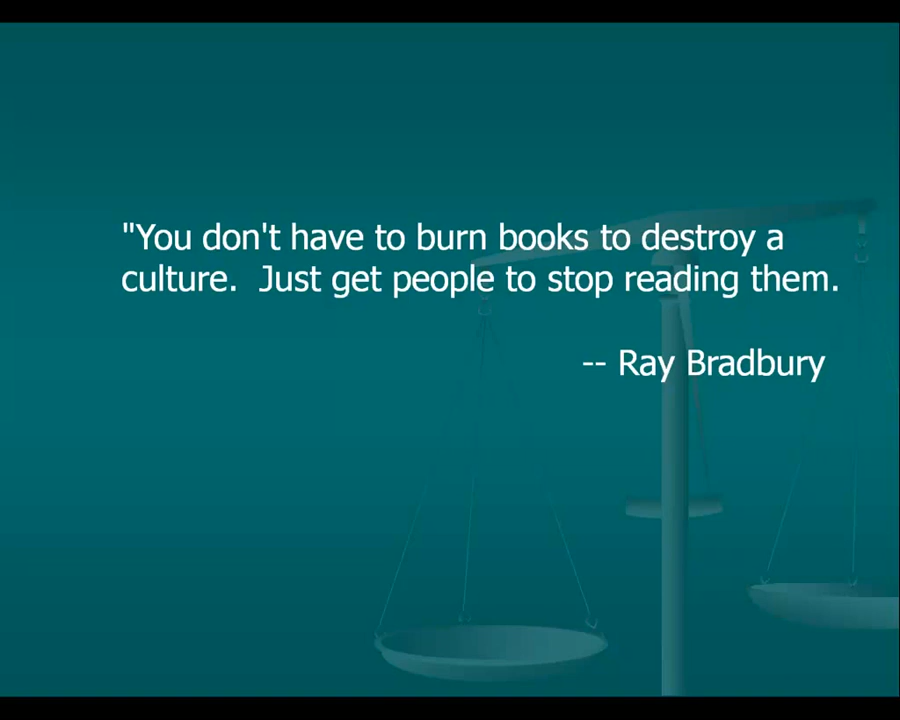 "You don't have to burn books to destroy a
culture.  Just get people to stop reading them.
-- Ray Bradbury